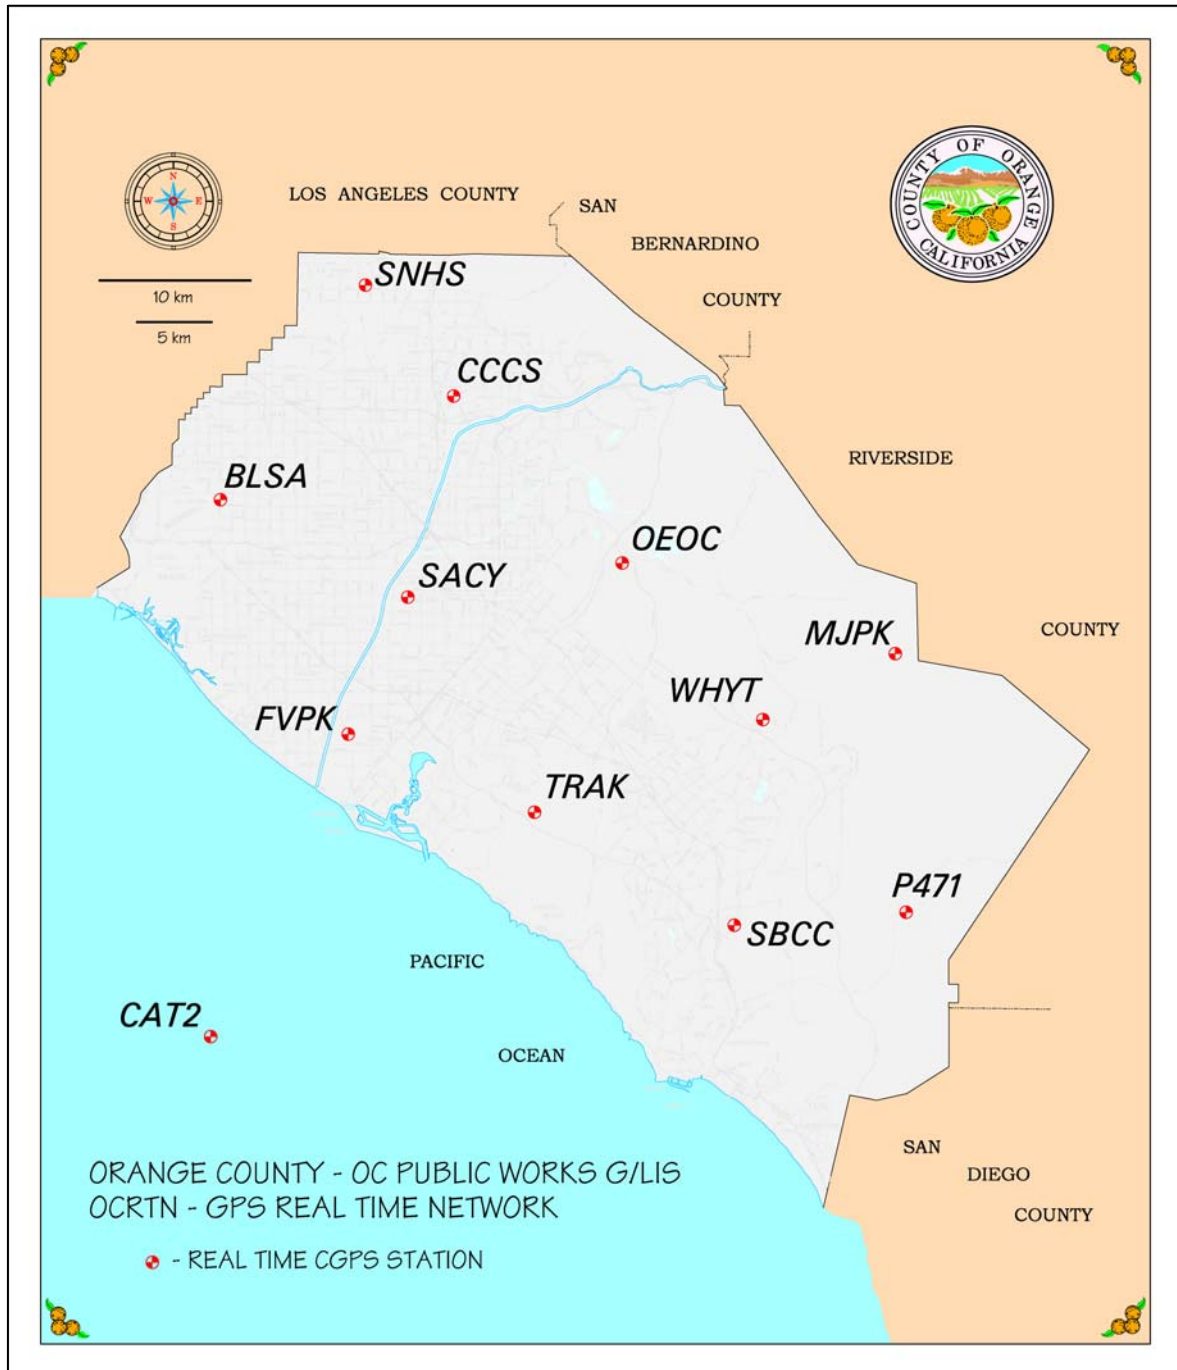 COUNTY OF ORANGE
CALIFORNIA
N
W E
S
LOS ANGELES COUNTY
SAN
BERNARDINO
COUNTY
10 km
5 km
SNHS
CCCS
RIVERSIDE
BLSA
OEOC
SACY
COUNTY
MJPK
WHYT
FVPK
TRAK
P471
SBCC
PACIFIC
CAT2
OCEAN
SAN
DIEGO
COUNTY
ORANGE COUNTY - OC PUBLIC WORKS G/LIS
OCRTN - GPS REAL TIME NETWORK
- REAL TIME CGPS STATION